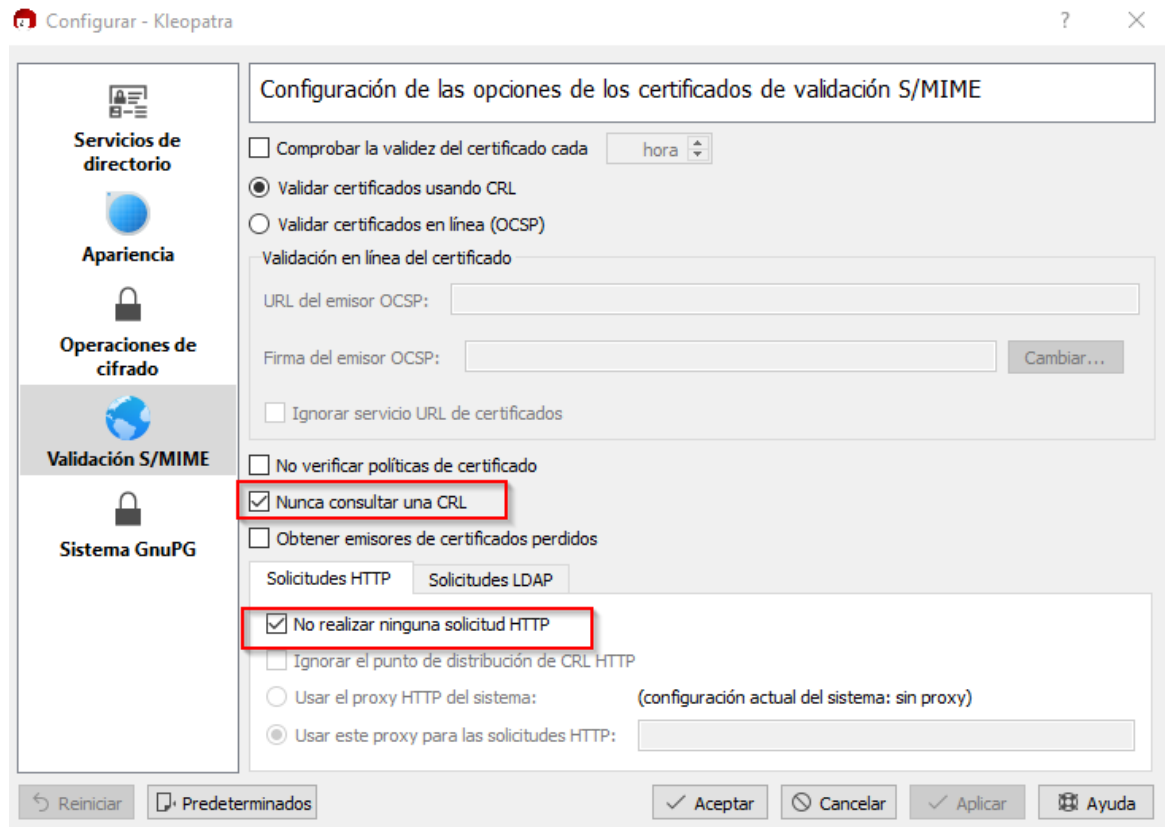 Configurar - Kleopatra
?
Servicios de
directorio
Apariencia
Operaciones de
cifrado
Validación S/MIME
Sistema GnuPG
Configuración de las opciones de los certificados de validación S/MIME
Comprobar la validez del certificado cada hora
Validar certificados usando CRL
Validar certificados en línea (OCSP)
Validación en línea del certificado
URL del emisor OCSP:
Firma del emisor OCSP: Cambiar...
Ignorar servicio URL de certificados
No verificar políticas de certificado
Nunca consultar una CRL
Obtener emisores de certificados perdidos
Solicitudes HTTP Solicitudes LDAP
No realizar ninguna solicitud HTTP
Ignorar el punto de distribución de CRL HTTP
Usar el proxy HTTP del sistema: (configuración actual del sistema: sin proxy)
Usar este proxy para las solicitudes HTTP:
Reiniciar Predeterminados Aceptar Cancelar Aplicar Ayuda